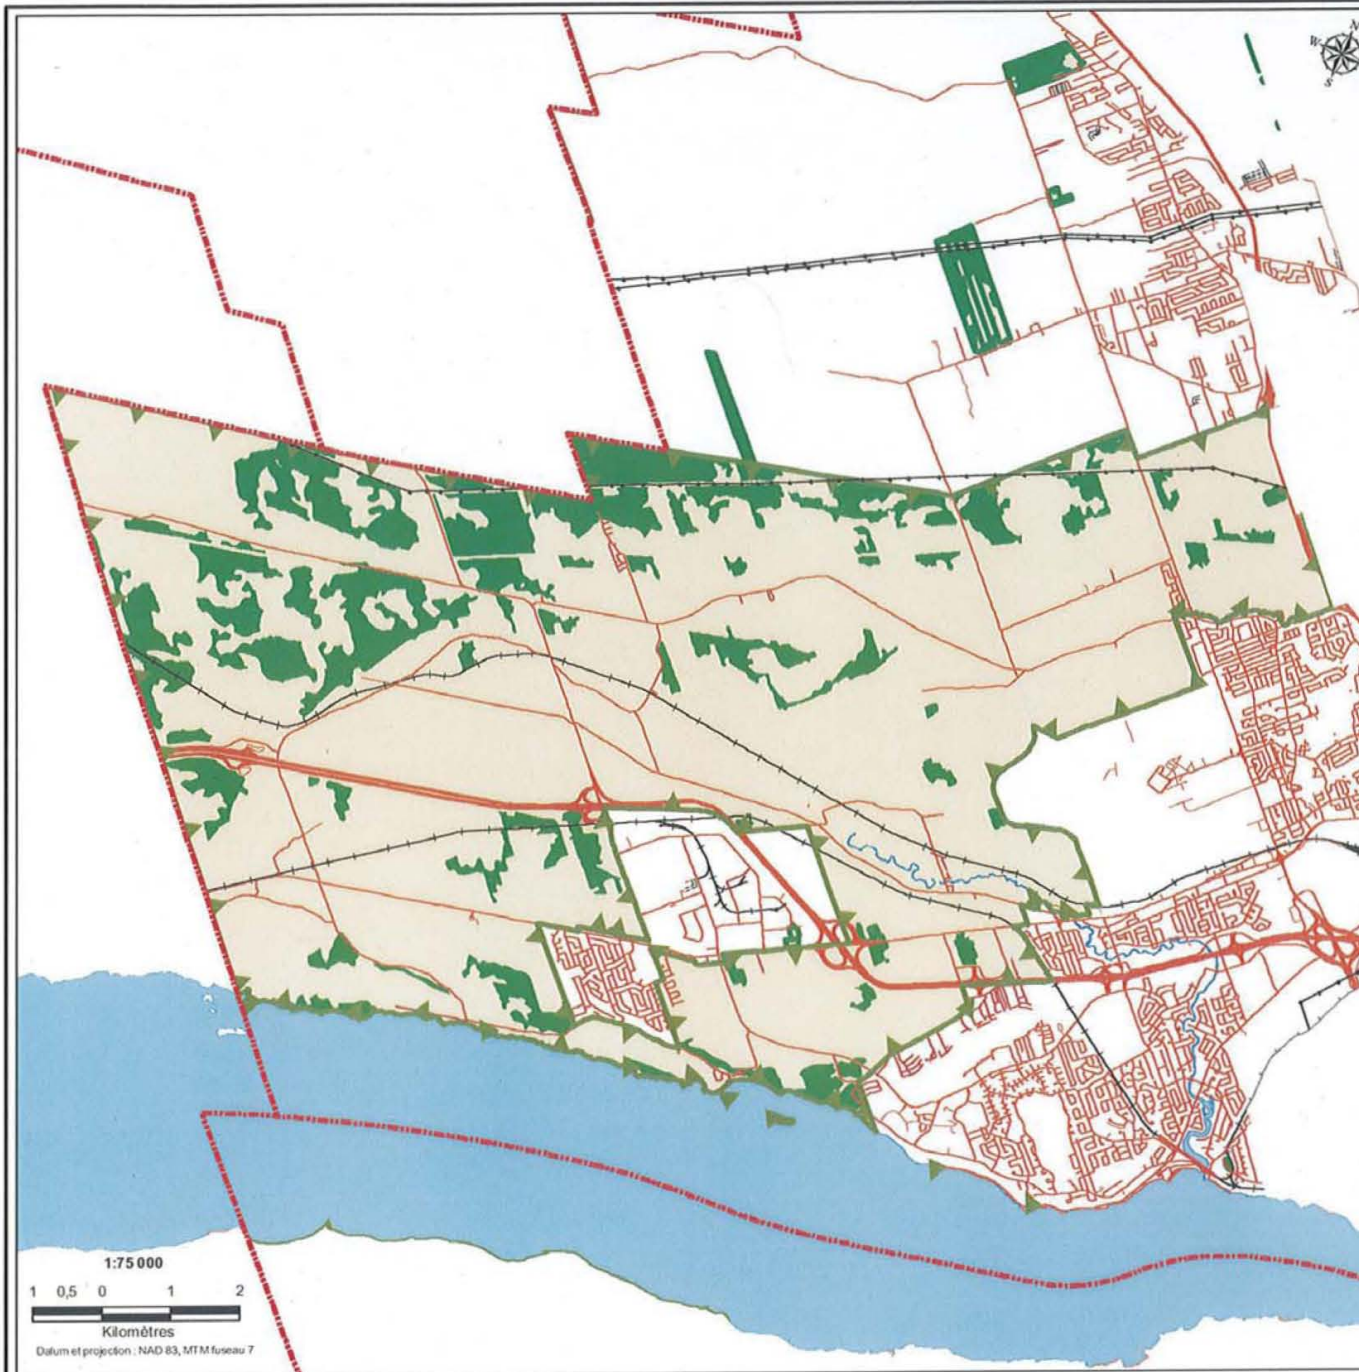 N
W
S
1:75 000
1 0,5 0 1 2
Kilomètres
Datum et projection : NAD 83, MTM fuseau 7